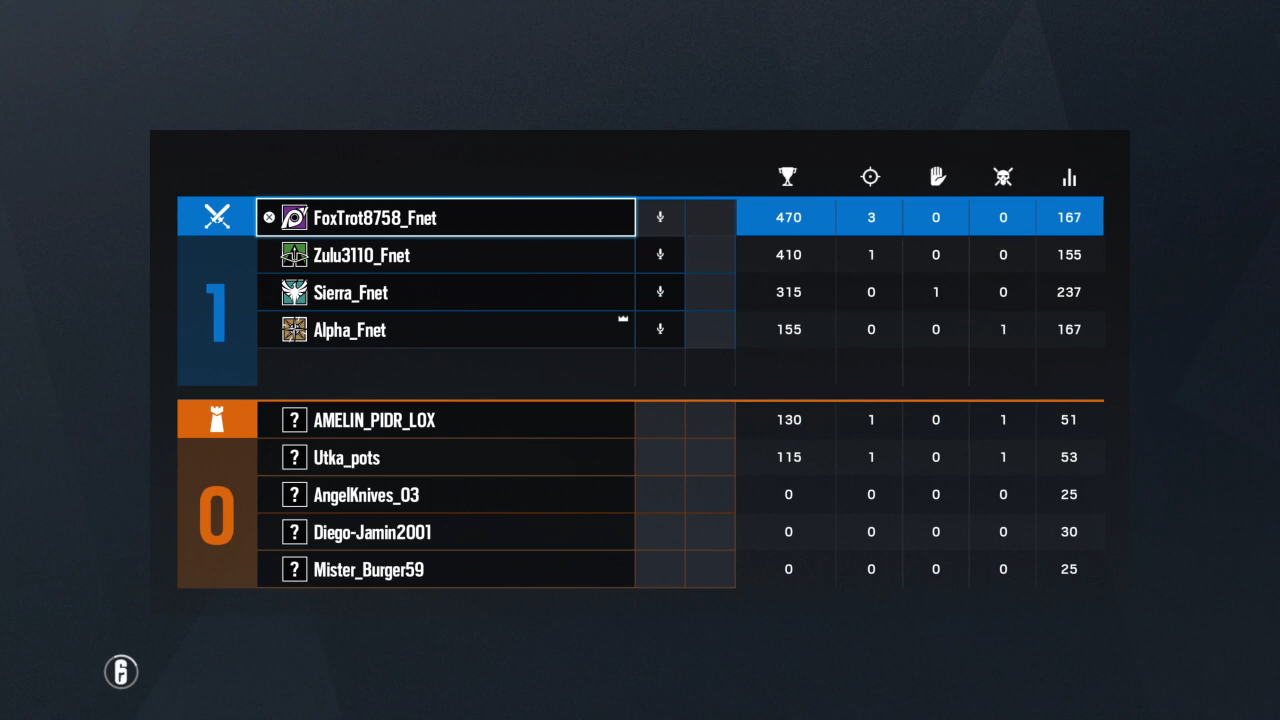 FoxTrot8758_Fnet 470 3 0 0 167
1
Zulu3110_Fnet 410 1 0 0 155
Sierra_Fnet 315 0 1 0 237
Alpha_Fnet 155 0 0 1 167
0
? AMELIN_PIDR_LOX 130 1 0 1 51
? Utka_pots 115 1 0 1 53
? AngelKnives_03 0 0 0 0 25
? Diego-Jamin2001 0 0 0 0 30
? Mister_Burger59 0 0 0 0 25
6